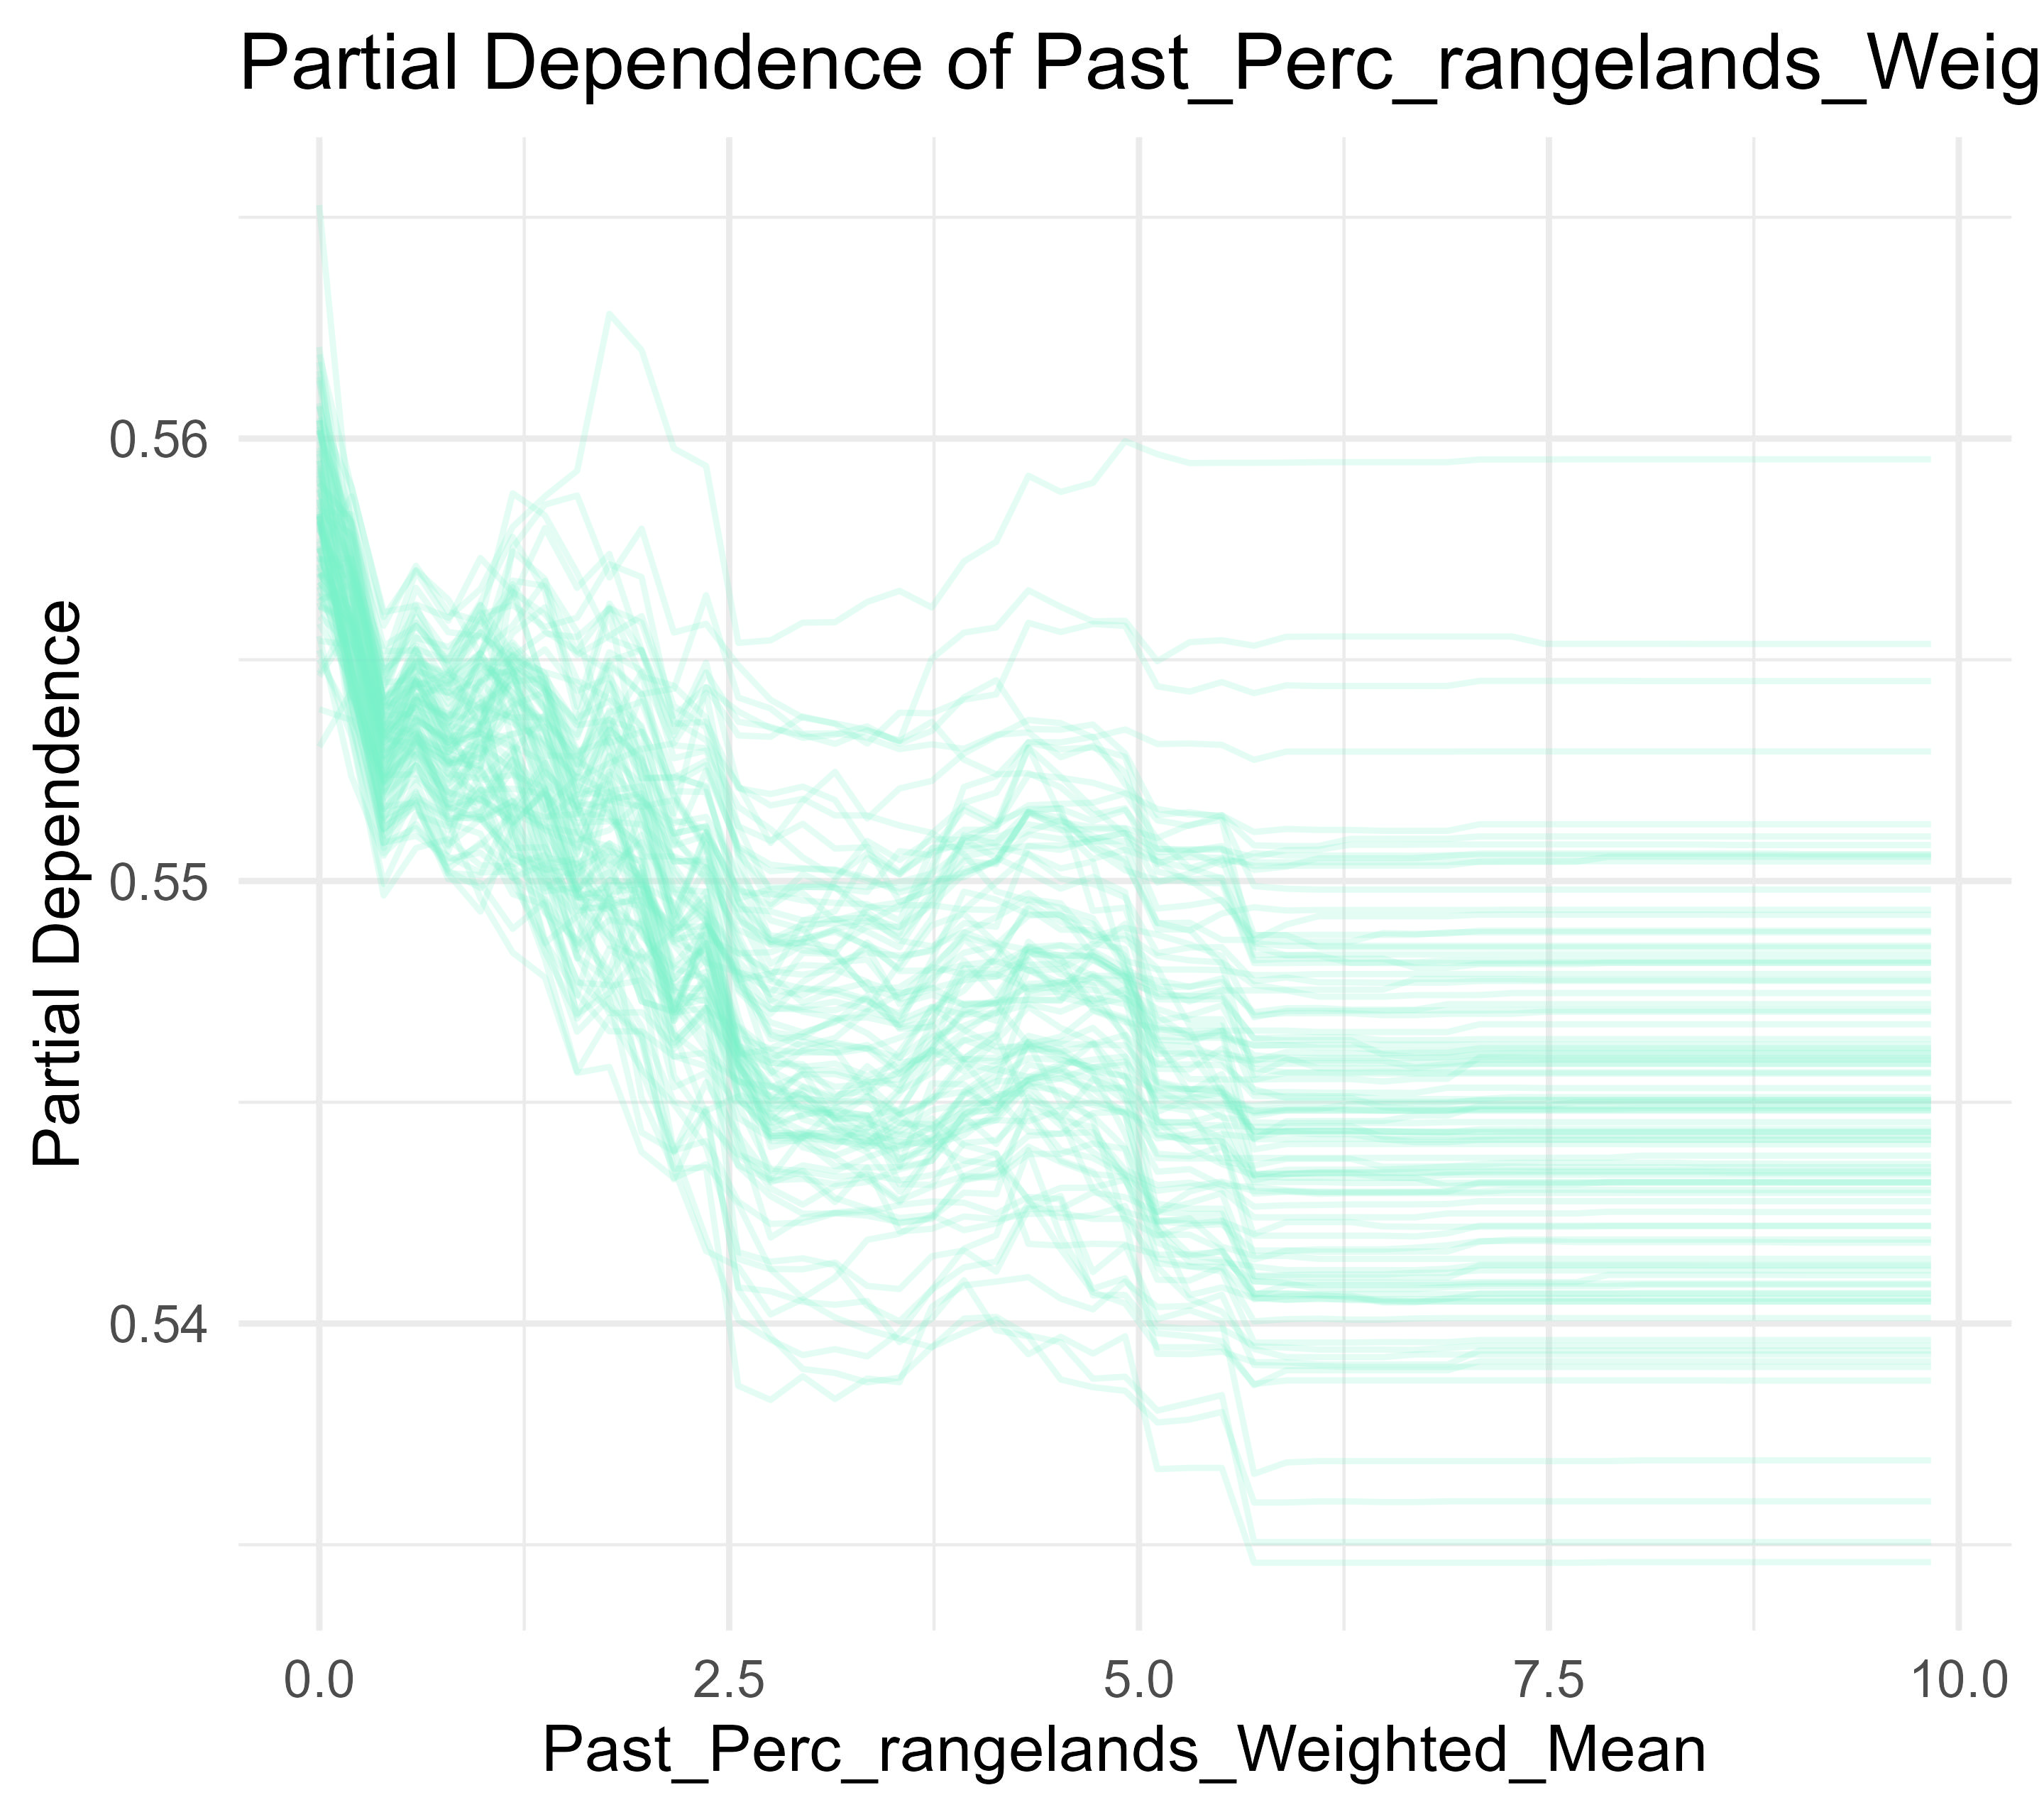 Partial Dependence of Past_Perc_rangelands_Weig
Partial Dependence
0.56
0.55
0.54
0.0 2.5 5.0 7.5 10.0
Past_Perc_rangelands_Weighted_Mean